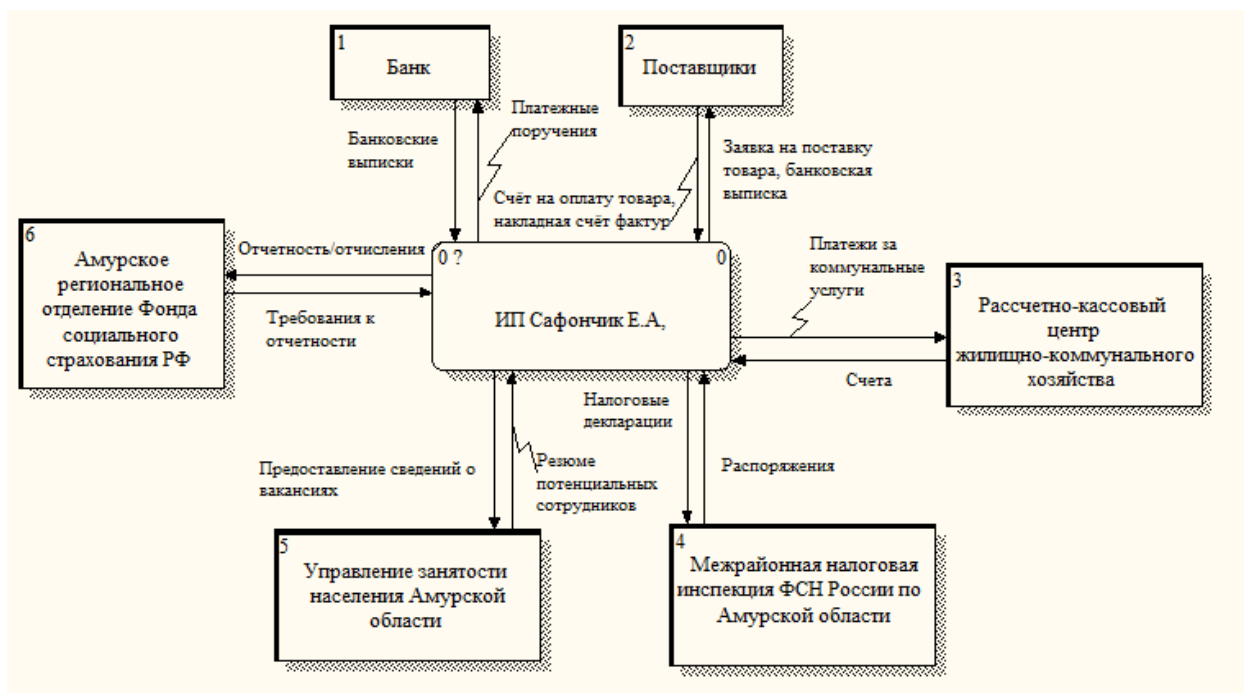 1
Банк
2
Поставщики
Платежные
поручения
Банковские
выписки
Заявка на поставку
товара, банковская
выписка
Счёт на оплату товара,
накладная счёт фактур
6
Амурское
региональное
отделение Фонда
социального
страхования РФ
Отчетность/отчисления
Требования к
отчетности
0 ?
0
ИП Сафончик Е.А,
Платежи за
коммунальные
услуги
3
Рассчетно-кассовый
центр
жилищно-коммунального
хозяйства
Счета
Налоговые
декларации
Предоставление сведений о
вакансиях
Резюме
потенциальных
сотрудников
Распоряжения
5
Управление занятости
населения Амурской
области
4
Межрайонная налоговая
инспекция ФСН России по
Амурской области